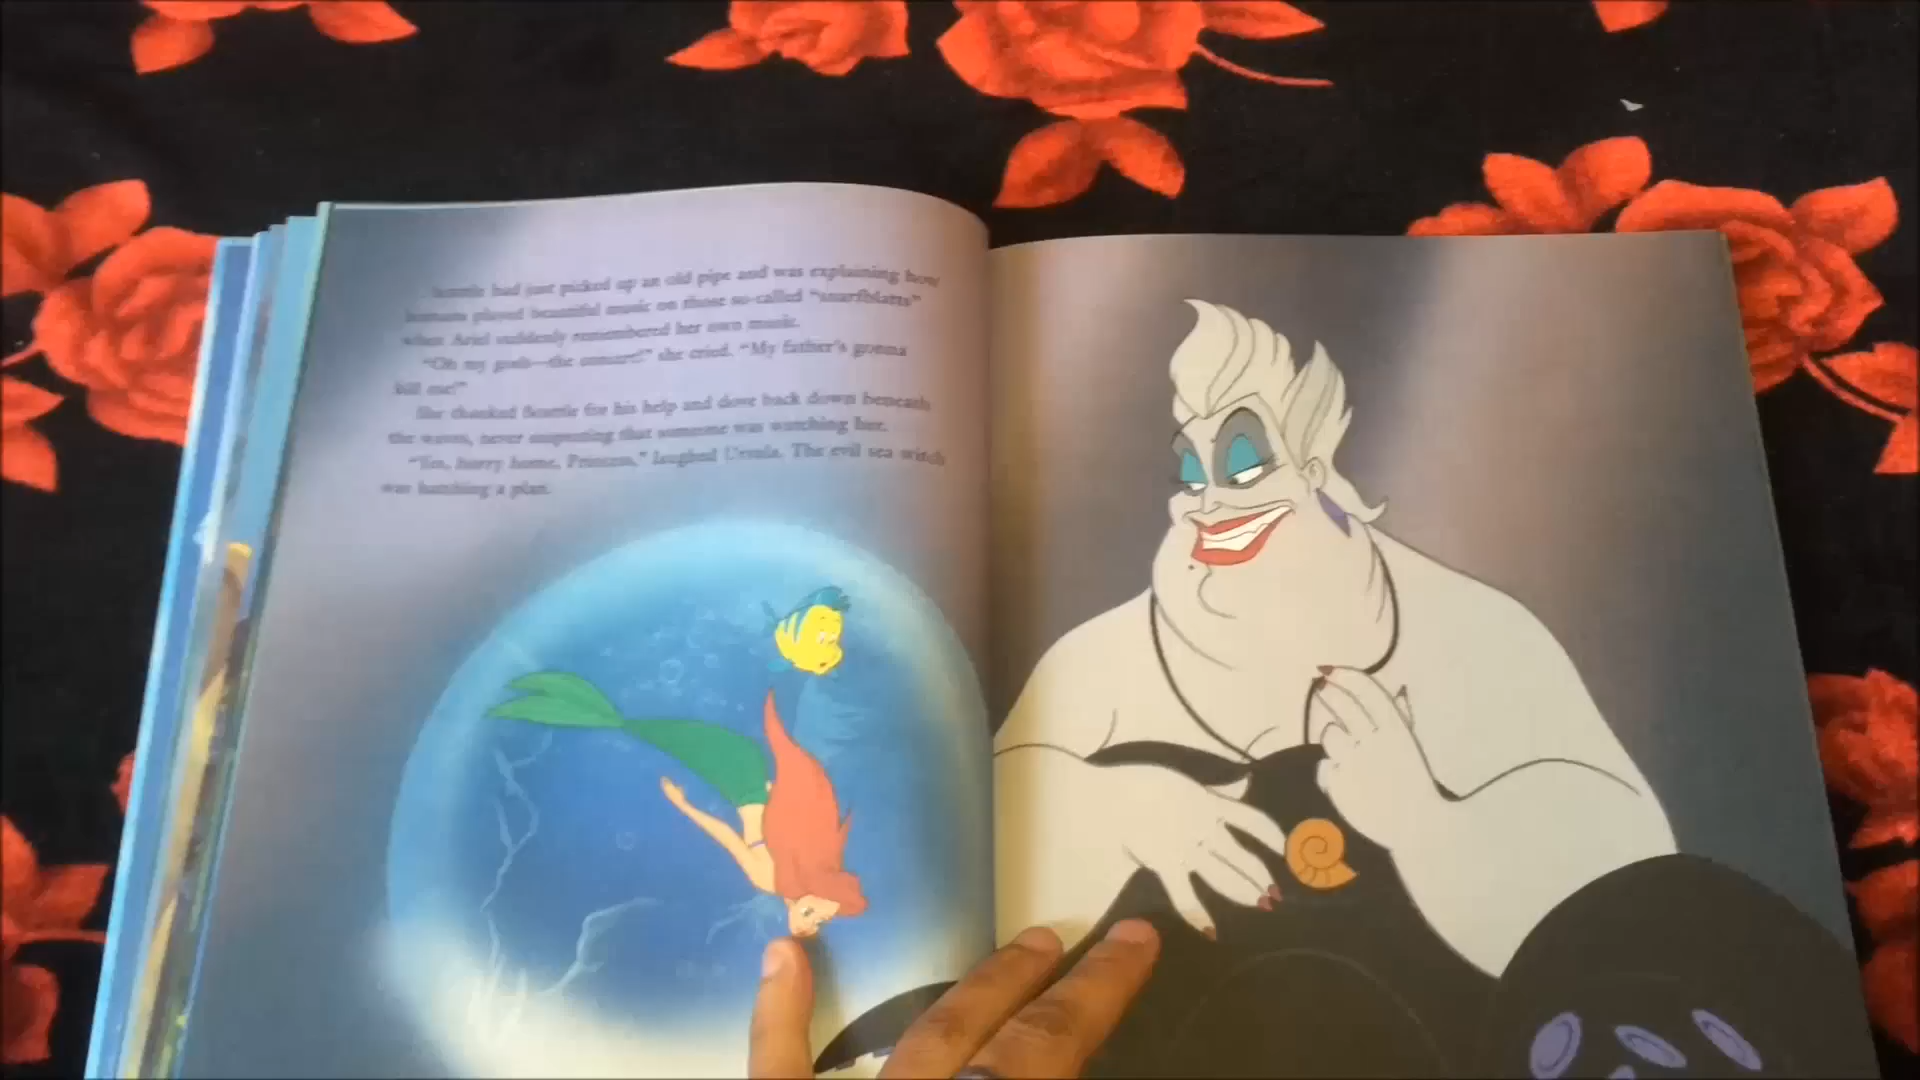 Scuttle had just picked up an old pipe and was explaining how
humans played beautiful music on those so-called "snarfblatts"
when Ariel suddenly remembered her own music.
"Oh my gosh—the concert!" she cried. "My father's gonna
kill me!"
She thanked Scuttle for his help and dove back down beneath
the waves, never suspecting that someone was watching her.
"Yes, hurry home, Princess," laughed Ursula. The evil sea witch
was hatching a plan.